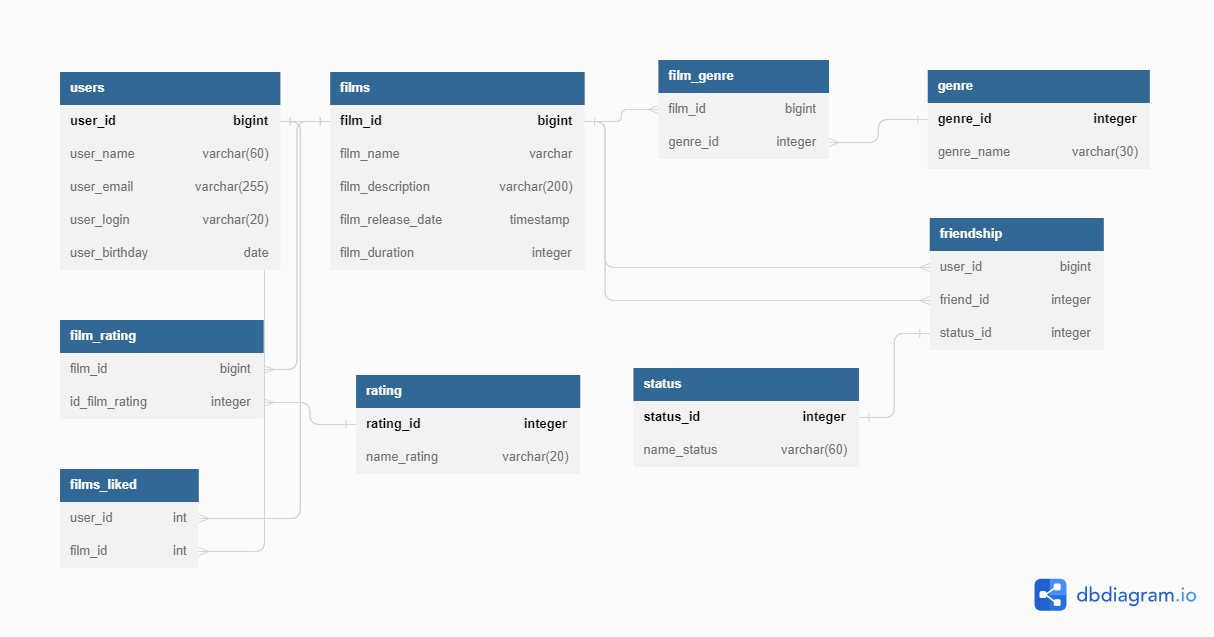 users
user_id bigint
user_name varchar(60)
user_email varchar(255)
user_login varchar(20)
user_birthday date
films
film_id bigint
film_name varchar
film_description varchar(200)
film_release_date timestamp
film_duration integer
film_genre
film_id bigint
genre_id integer
genre
genre_id integer
genre_name varchar(30)
friendship
user_id bigint
friend_id integer
status_id integer
film_rating
film_id bigint
id_film_rating integer
rating
rating_id integer
name_rating varchar(20)
status
status_id integer
name_status varchar(60)
films_liked
user_id int
film_id int
dbdiagram.io